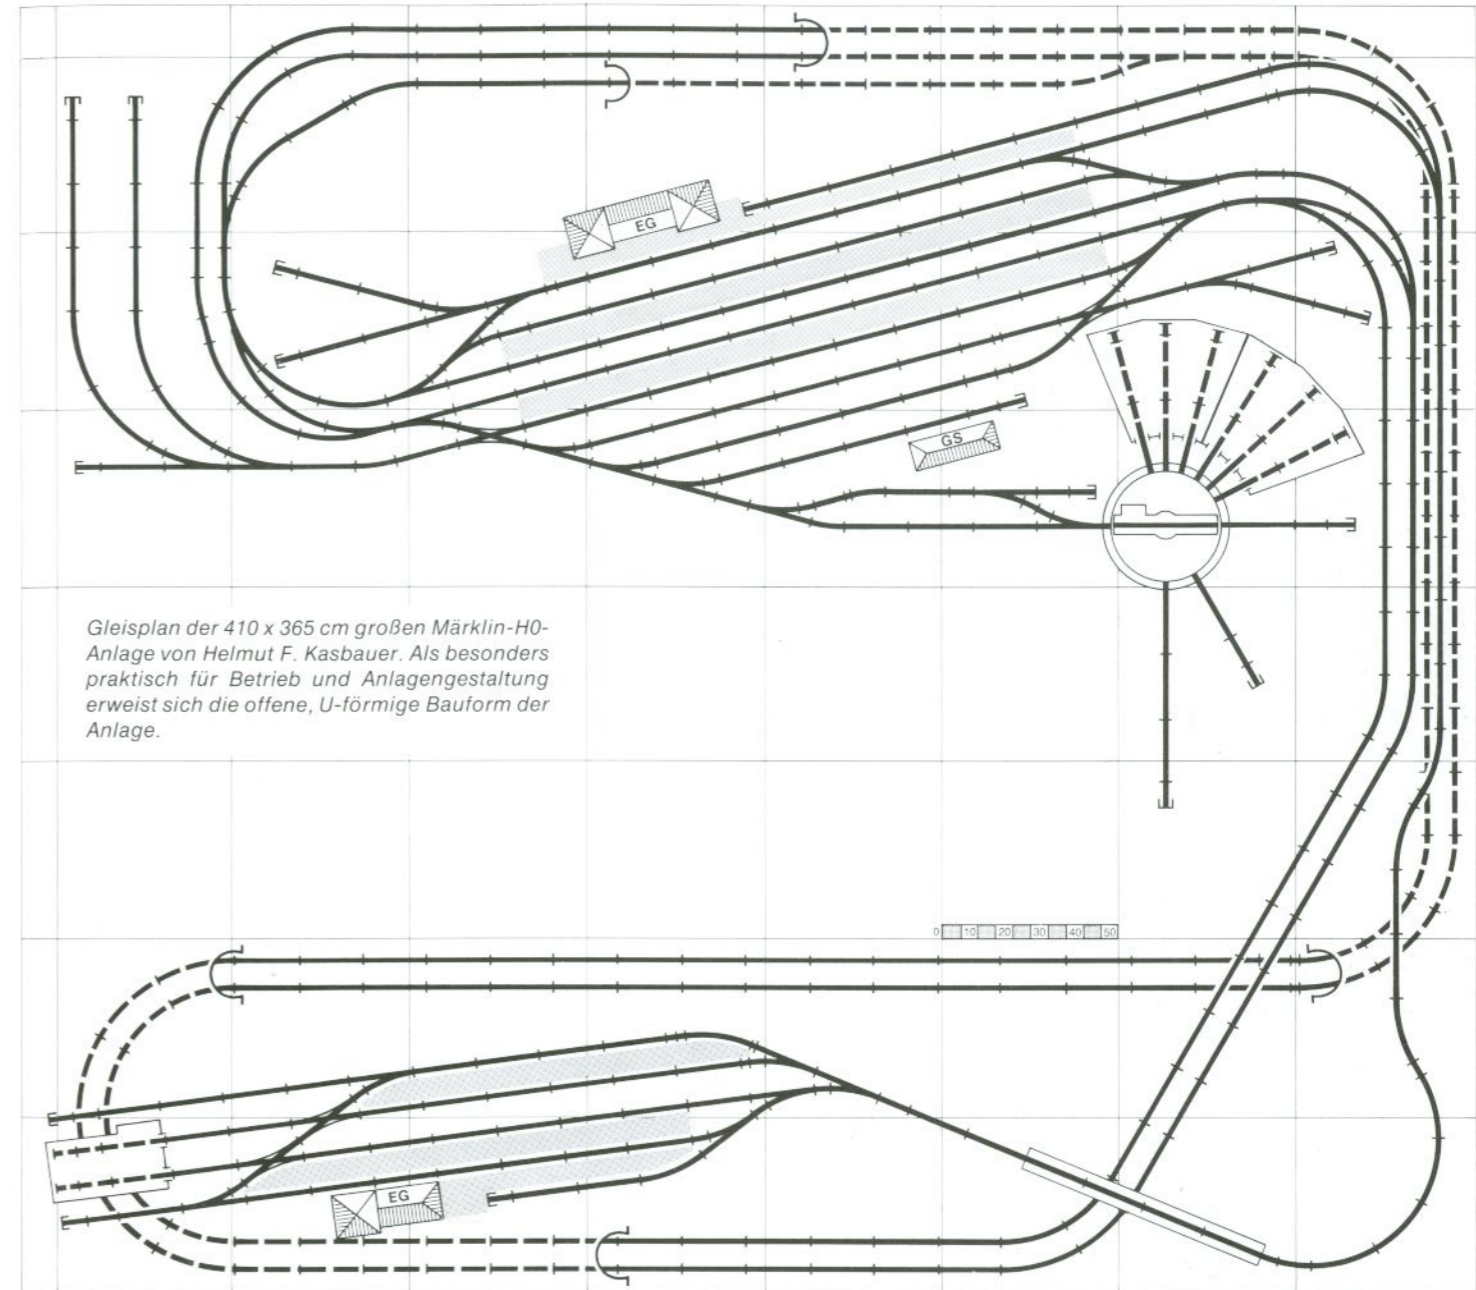 EG
GS
Gleisplan der 410 x 365 cm großen Märklin-H0-
Anlage von Helmut F. Kasbauer. Als besonders
praktisch für Betrieb und Anlagengestaltung
erweist sich die offene, U-förmige Bauform der
Anlage.
0 10 20 30 40 50
EG